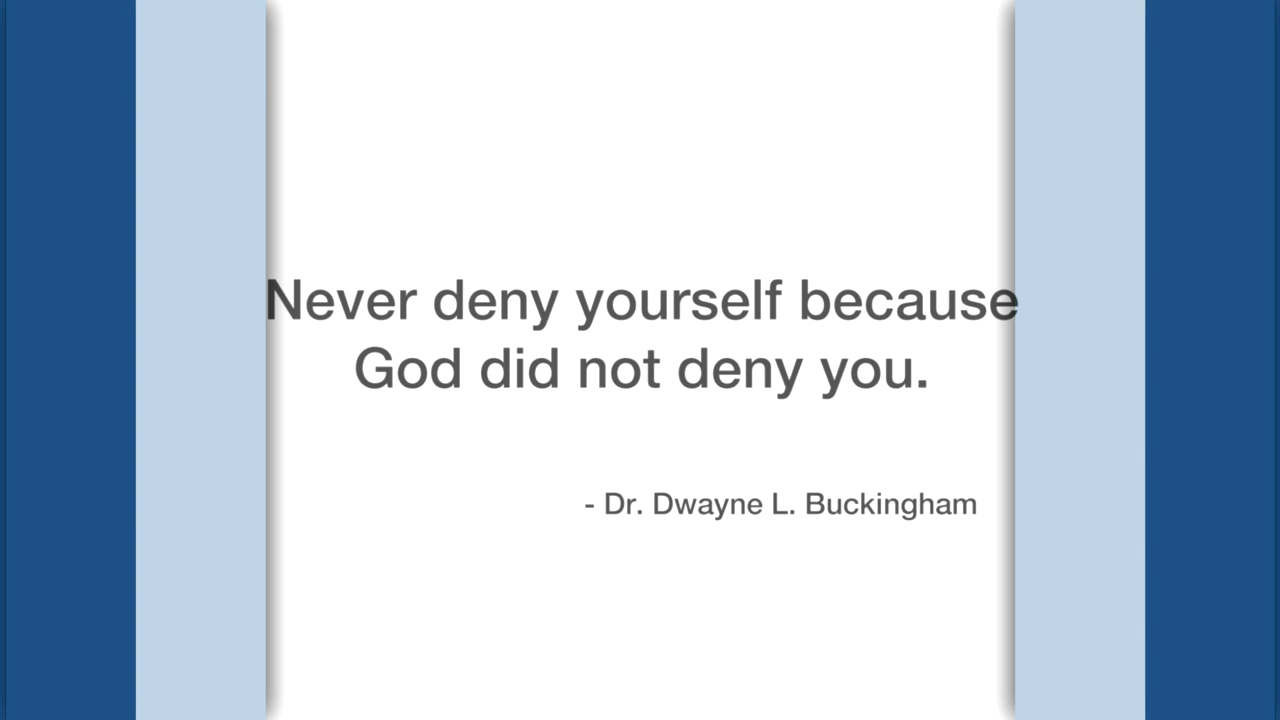 Never deny yourself because
God did not deny you.
- Dr. Dwayne L. Buckingham